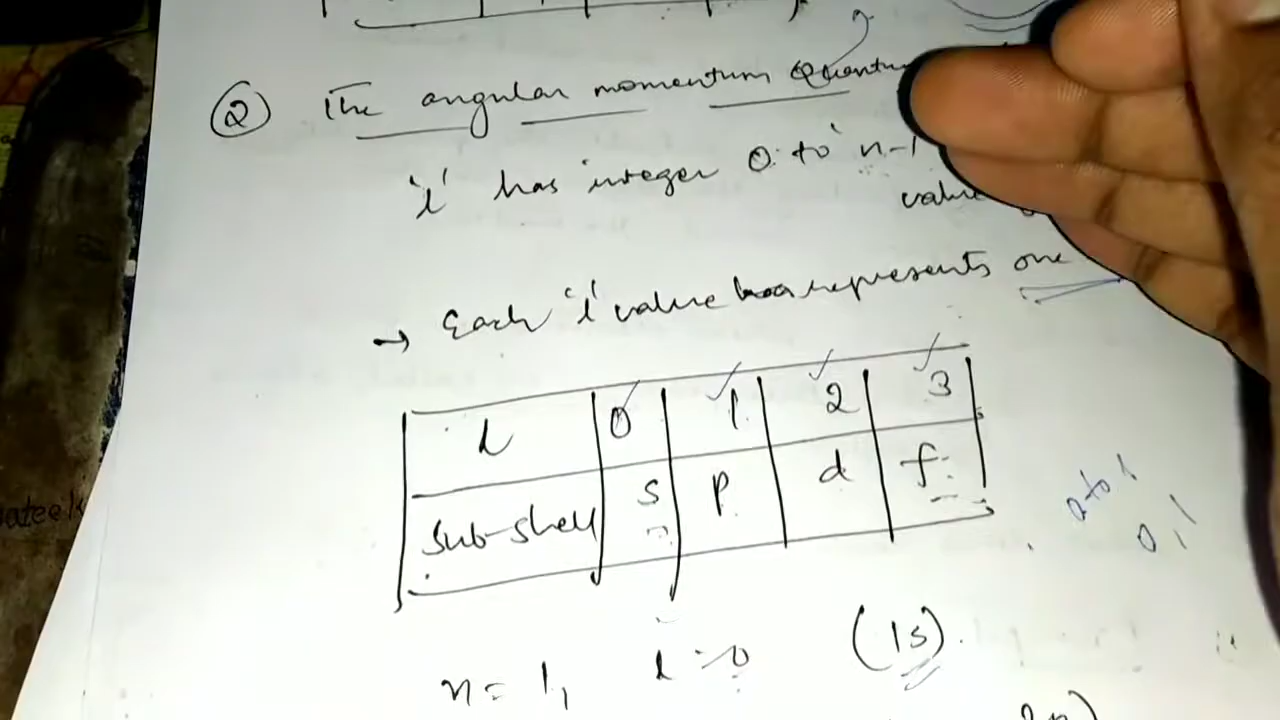 ② The angular momentum
'l' has integer 0 to n-1
value
→ Each 'l' value represents one
l 0 1 2 3
Sub-shell s p d f
0 to 1
0, 1
n = 1, l = 0 (1s).